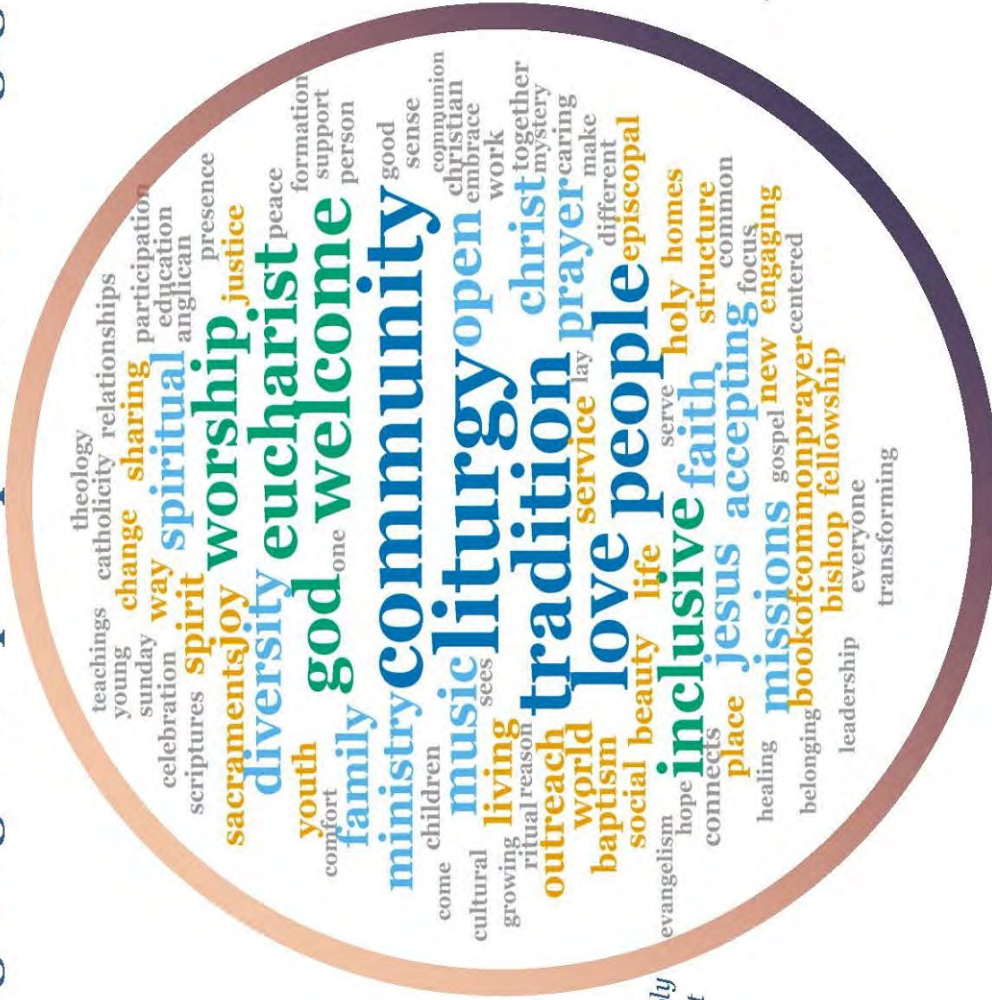 theology
catholicity relationships
teachings
young
sunday
celebration
scriptures
change sharing participation
way spiritual education
anglican
presence
spirit worship justice
sacraments joy
diversity eucharist peace
god one welcome
formation
support
person
youth
comfort
family
ministry community good
sense
children
music liturgy open
sees
communion
christian
embrace
work
living tradition christ together
mystery
ritual reason
outreach service lay prayer caring
make
world love people different
episcopal
baptism
social beauty life serve holy homes
structure
come
cultural
growing
evangelism
hope
connects
inclusive faith common
focus
place jesus accepting new engaging
healing missions gospel centered
belonging bookofcommonprayer
bishop fellowship
leadership everyone
transforming
ly